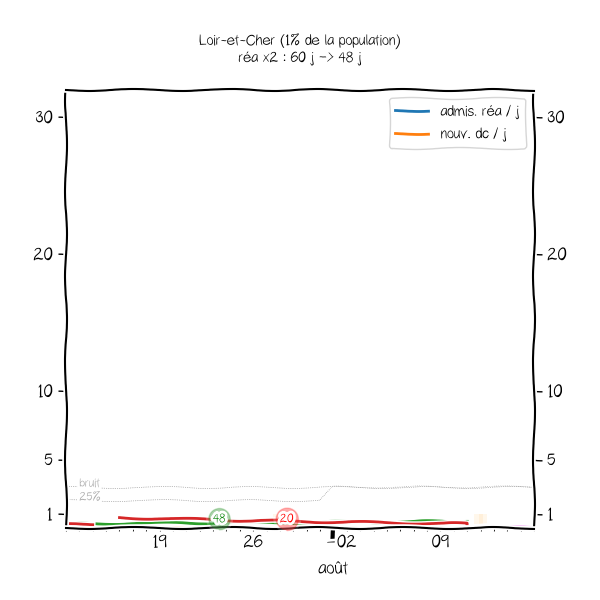 Loir-et-Cher (1% de la population)
réa x2 : 60 j -> 48 j
admis. réa / j
nouv. dc / j
30
30
20
20
10
10
5
5
bruit
25%
1
48
20
1
19
26
02
09
août